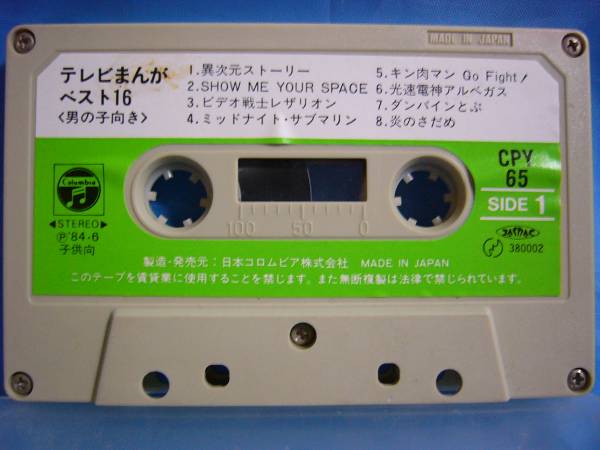 MADE IN JAPAN
テレビまんが
ベスト16
〈男の子向き〉
1.異次元ストーリー
2.SHOW ME YOUR SPACE
3.ビデオ戦士レザリオン
4.ミッドナイト・サブマリン
5.キン肉マン Go Fight!
6.光速電神アルベガス
7.ダンバインとぶ
8.炎のさだめ
Columbia
◀STEREO▶
Ⓟ'84・6
子供向
CPY
65
SIDE 1
JASRAC
380002
100 50 0
製造・発売元：日本コロムビア株式会社 MADE IN JAPAN
このテープを賃貸業に使用することを禁じます。また無断複製は法律で禁じられています。